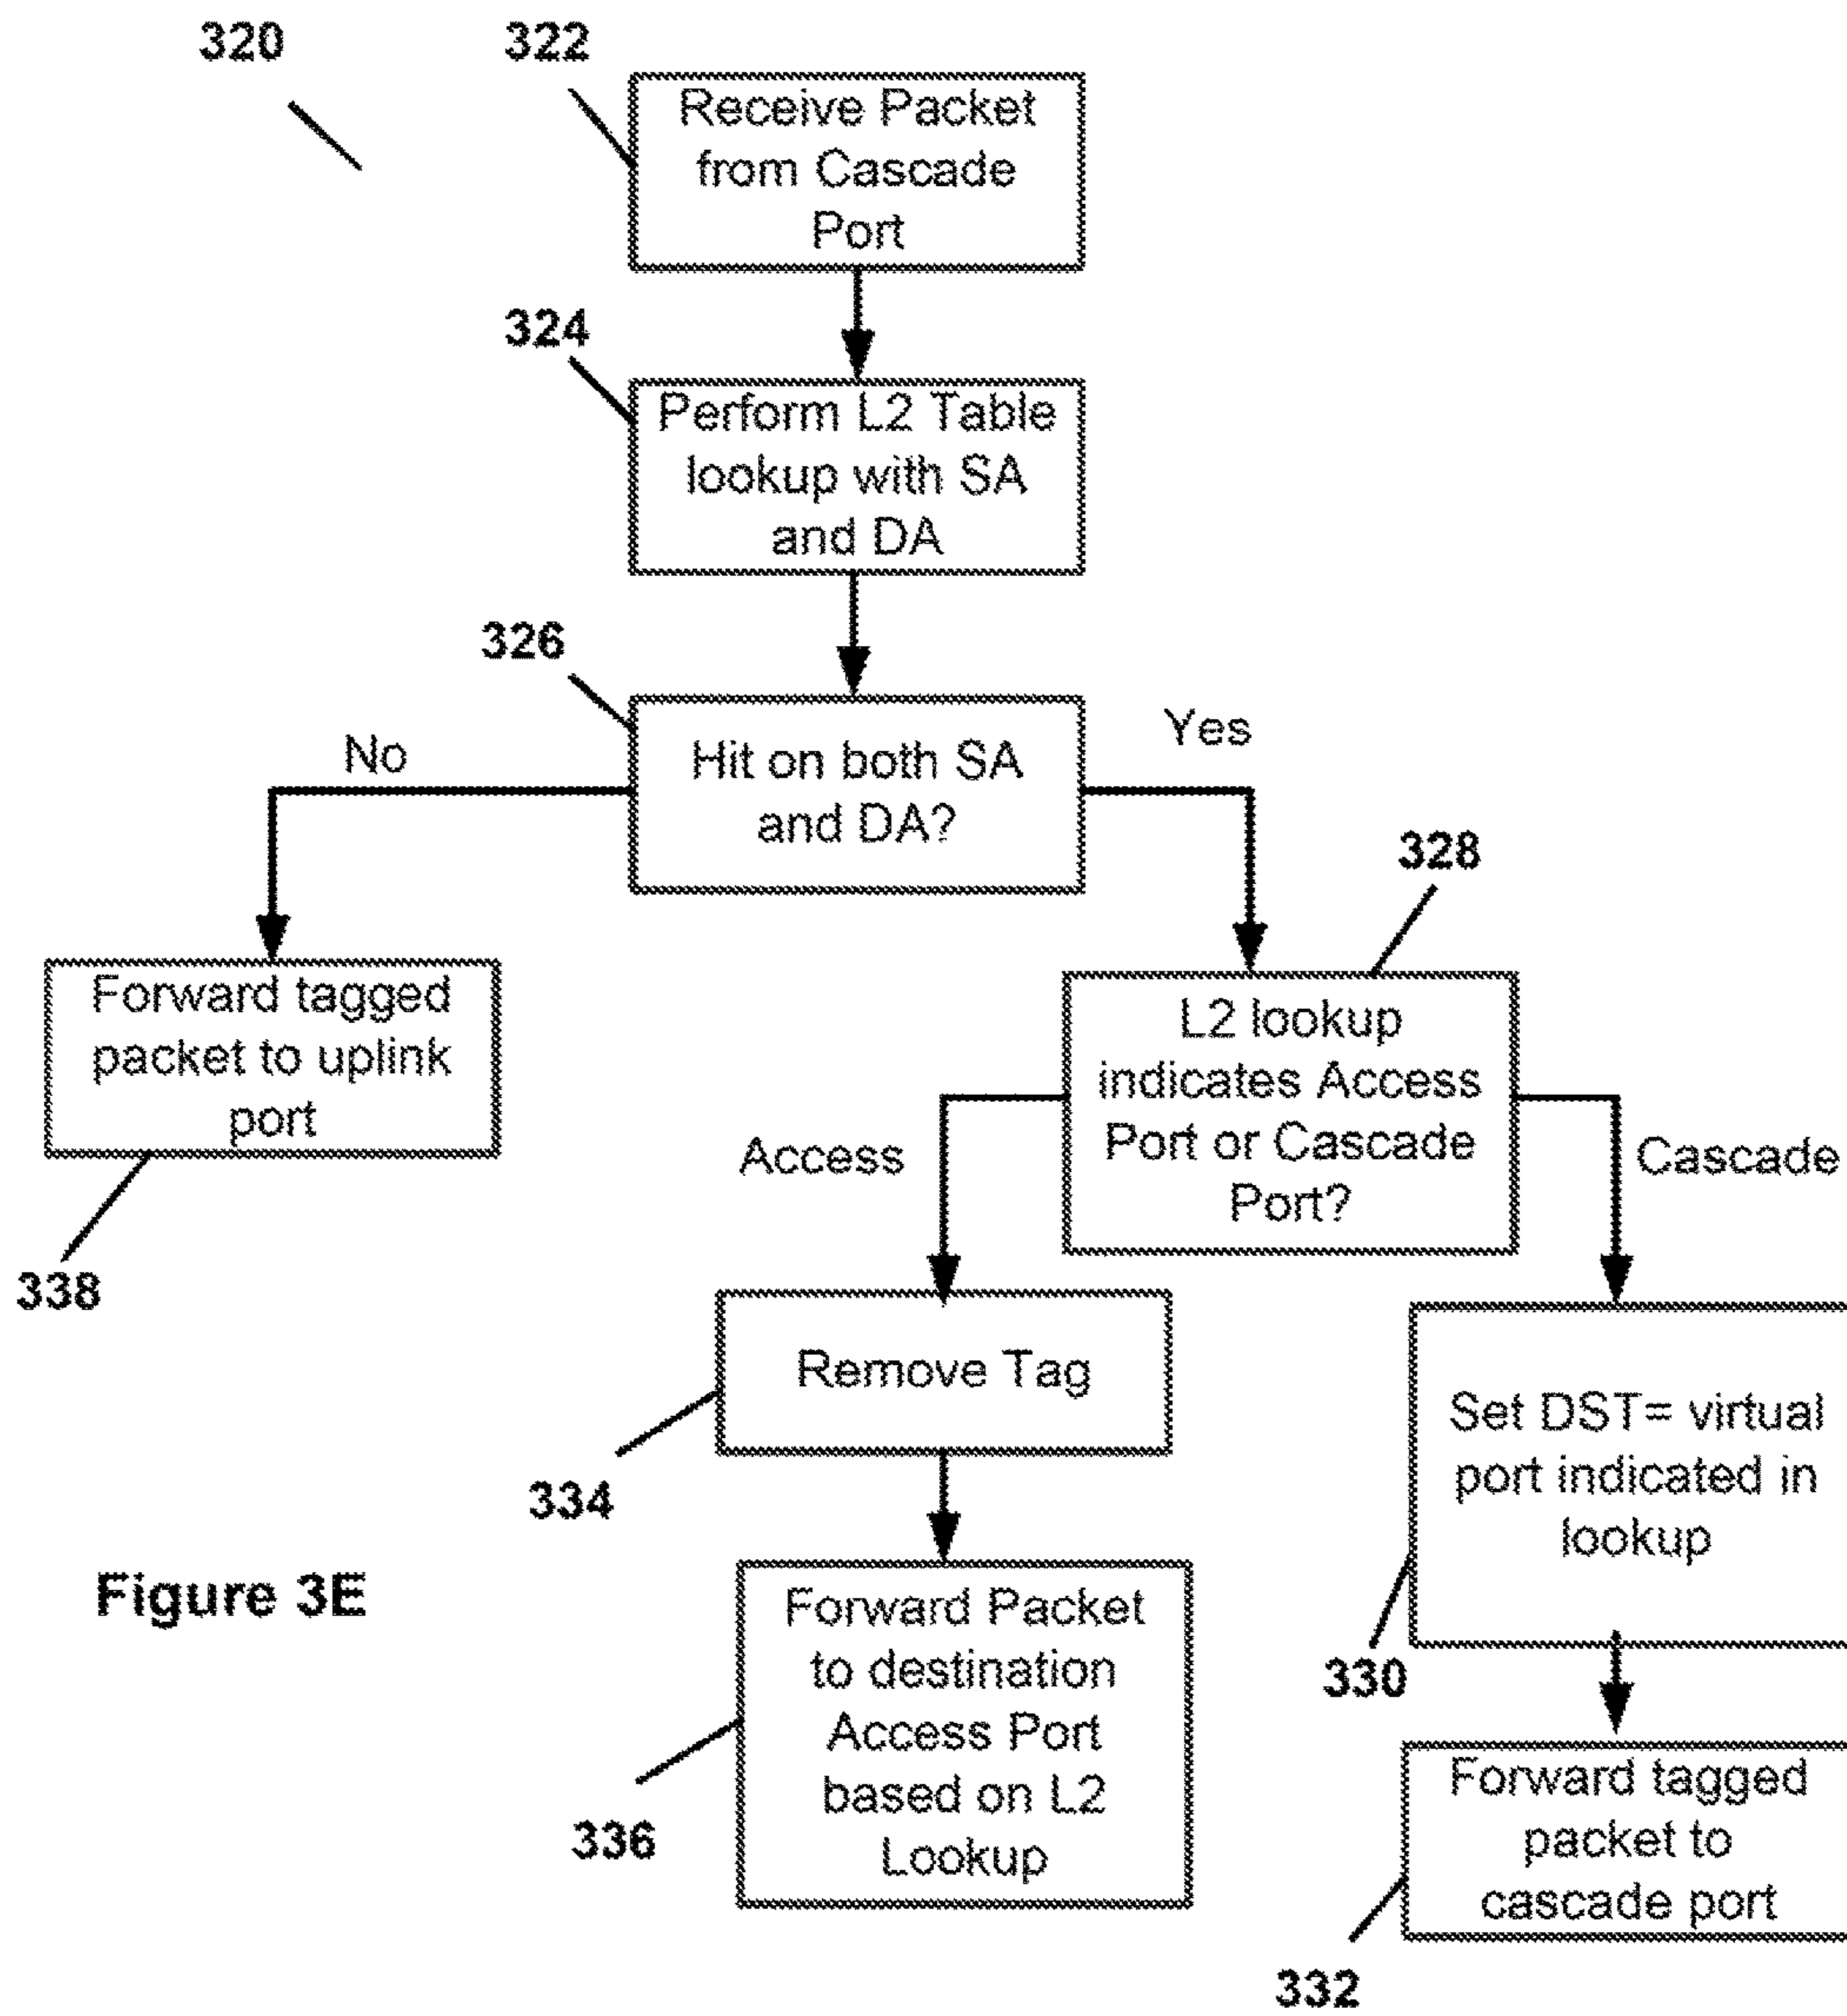 320
322
Receive Packet
from Cascade
Port
324
Perform L2 Table
lookup with SA
and DA
326
Hit on both SA
and DA?
No
Yes
328
Forward tagged
packet to uplink
port
338
L2 lookup
indicates Access
Port or Cascade
Port?
Access
Cascade
Remove Tag
334
Set DST= virtual
port indicated in
lookup
330
Figure 3E
Forward Packet
to destination
Access Port
based on L2
Lookup
336
Forward tagged
packet to
cascade port
332